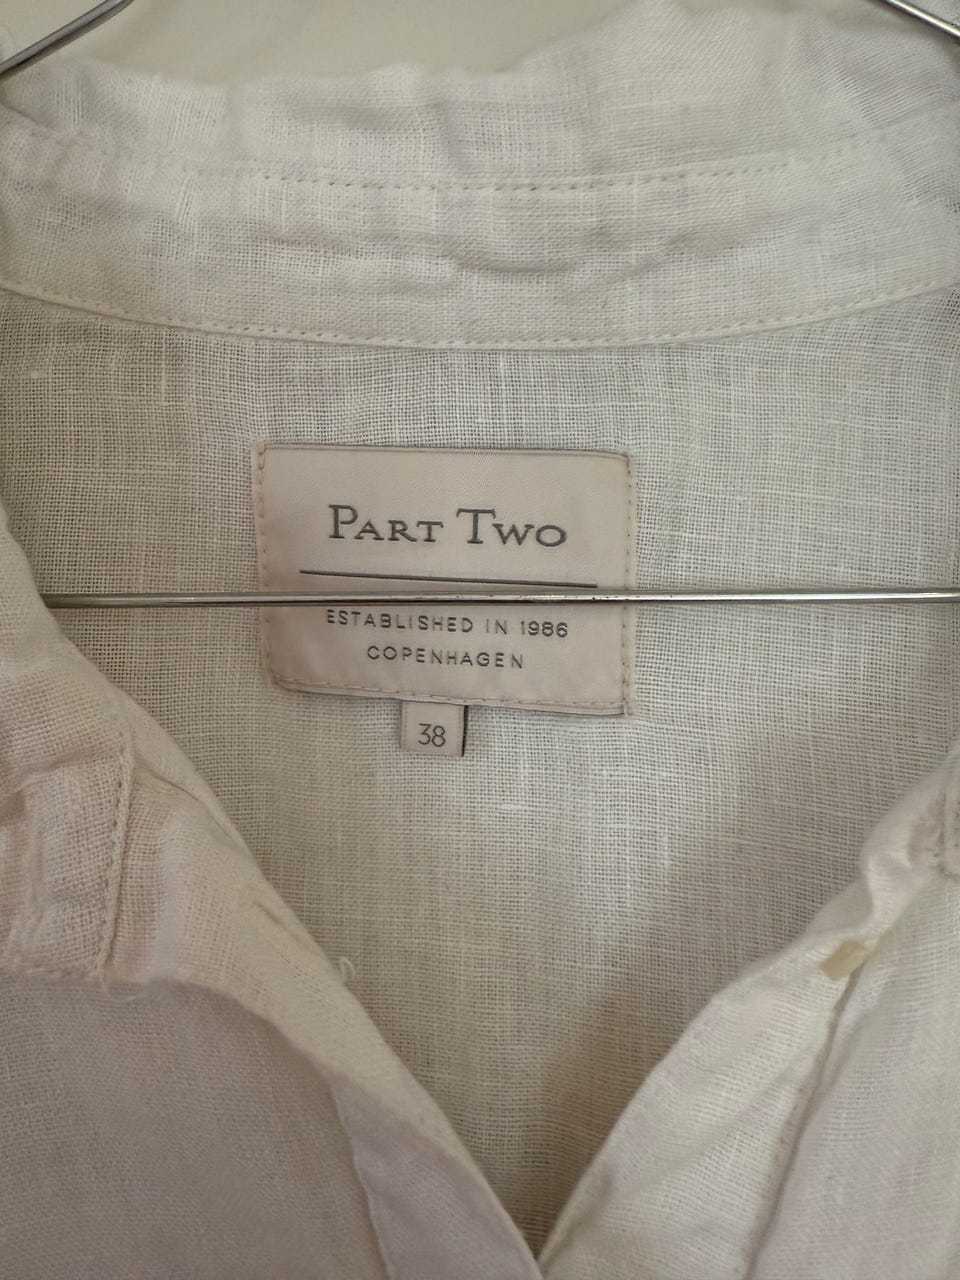 Part Two
ESTABLISHED IN 1986
COPENHAGEN
38